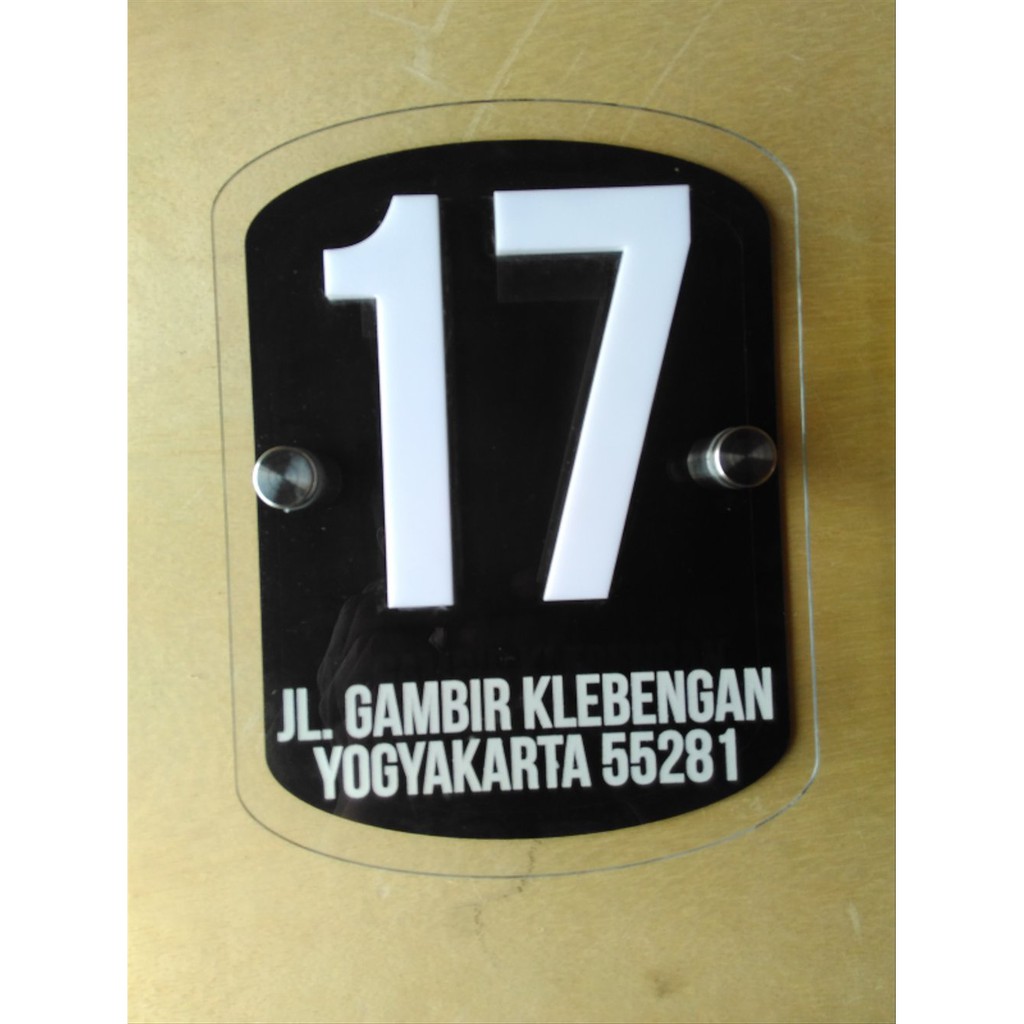 17
JL. GAMBIR KLEBENGAN
YOGYAKARTA 55281